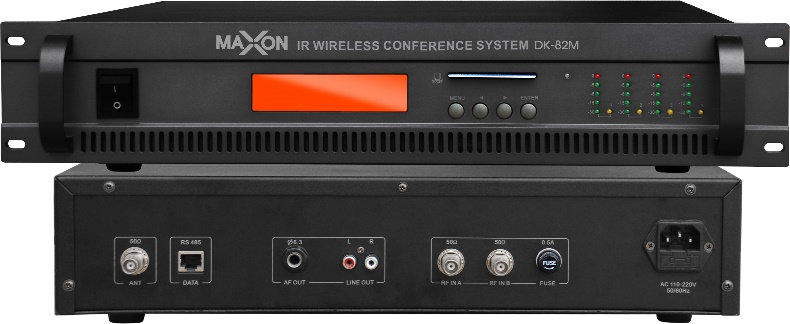 MAXON IR WIRELESS CONFERENCE SYSTEM DK-82M
MENU ◄ ► ENTER
50Ω RS 485 Ø6.3 L R 50Ω 50Ω 0.5A
FUSE
ANT DATA AF OUT LINE OUT RF IN A RF IN B FUSE
AC 110-220V
50/60Hz